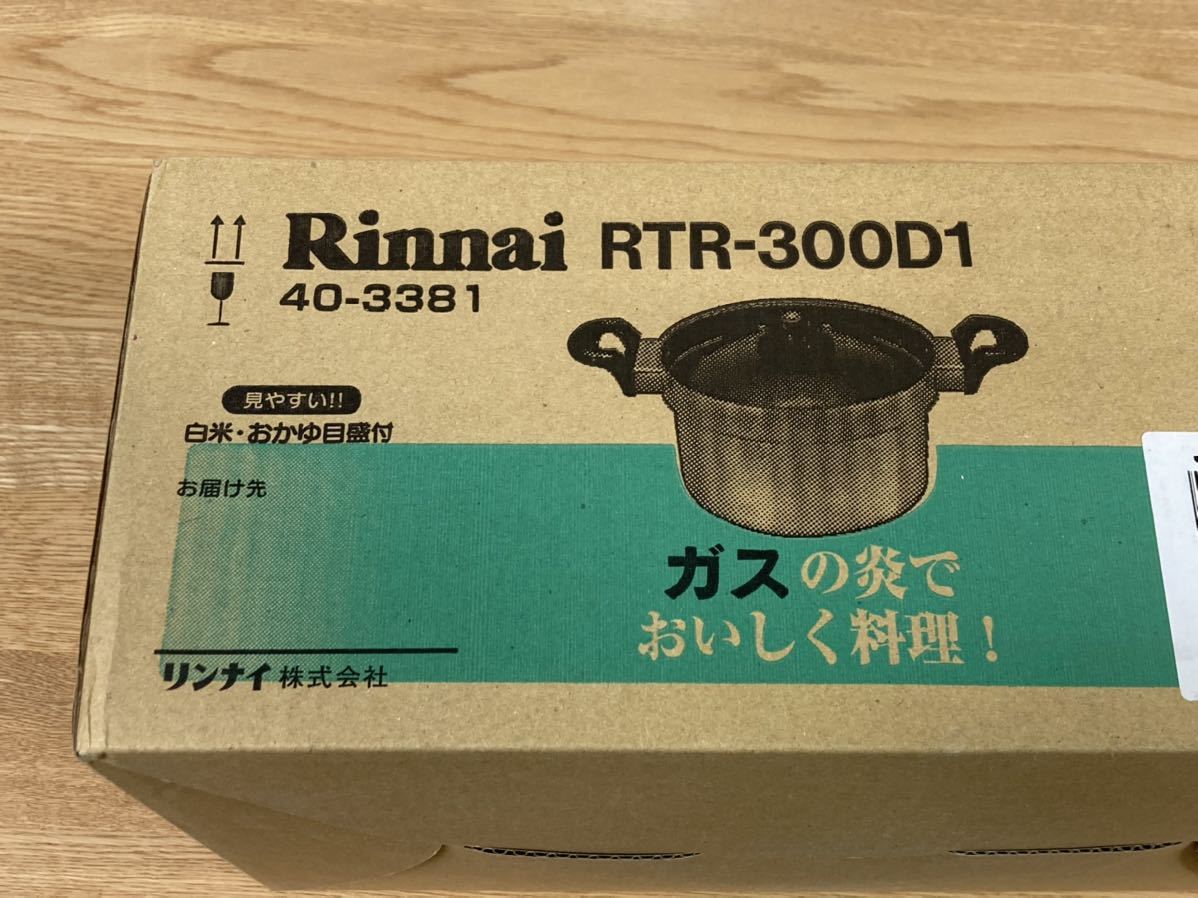 Rinnai RTR-300D1
40-3381
見やすい!!
白米・おかゆ目盛付
お届け先
ガスの炎で
おいしく料理!
リンナイ株式会社